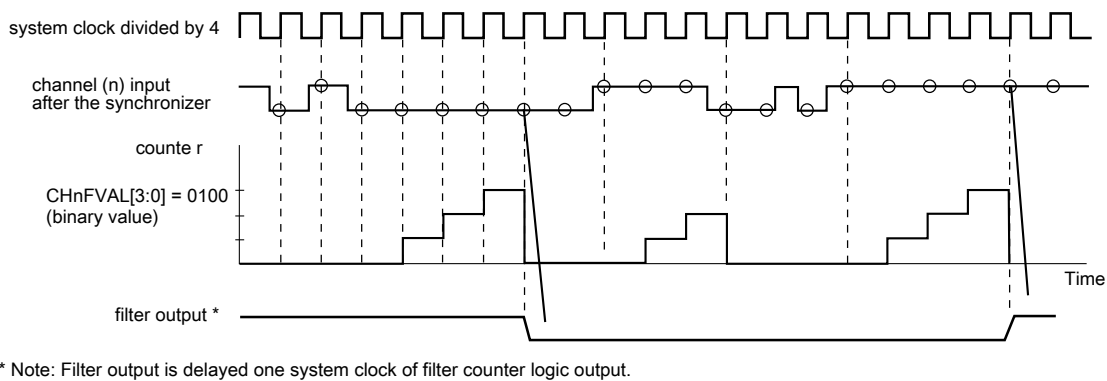 system clock divided by 4
channel (n) input
after the synchronizer
counte r
CHnFVAL[3:0] = 0100
(binary value)
Time
filter output *
* Note: Filter output is delayed one system clock of filter counter logic output.